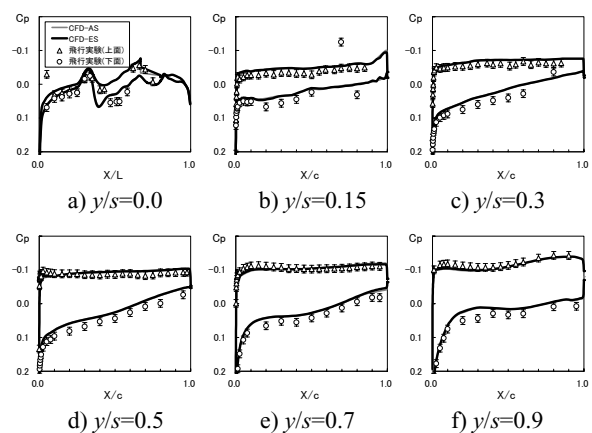 Cp
CFD-AS
CFD-ES
飛行実験(上面)
飛行実験(下面)
-0.1
0.0
0.1
0.2
0.0 1.0
X/L
a) y/s=0.0
Cp
-0.1
0.0
0.1
0.2
0.0 1.0
X/c
b) y/s=0.15
Cp
-0.1
0.0
0.1
0.2
0.0 1.0
X/c
c) y/s=0.3
Cp
-0.1
0.0
0.1
0.2
0.0 1.0
X/c
d) y/s=0.5
Cp
-0.1
0.0
0.1
0.2
0.0 1.0
X/c
e) y/s=0.7
Cp
-0.1
0.0
0.1
0.2
0.0 1.0
X/c
f) y/s=0.9